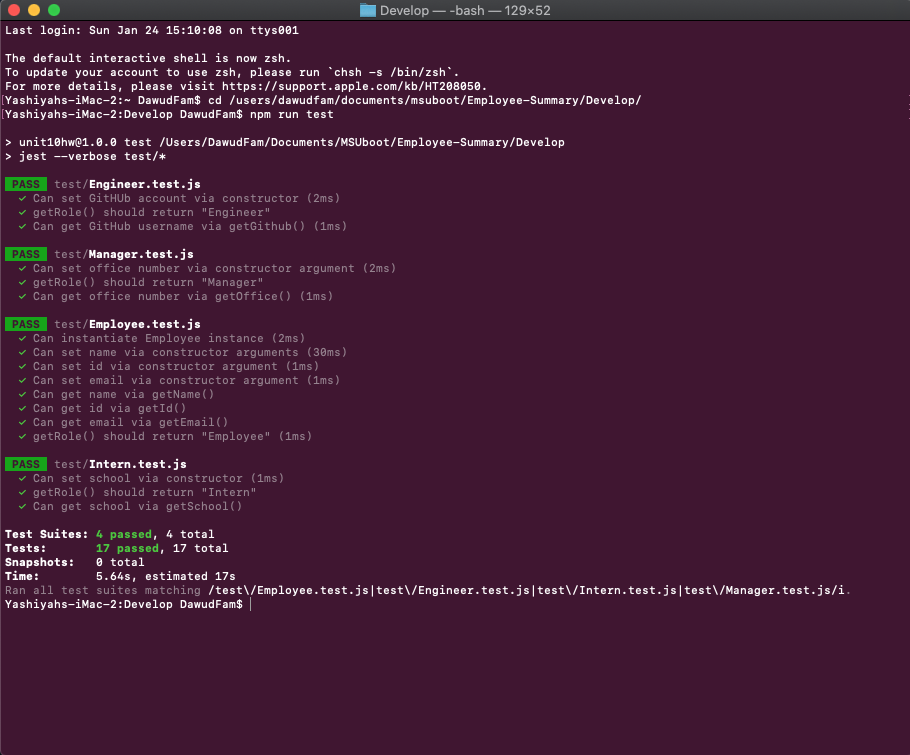 Develop — -bash — 129×52
Last login: Sun Jan 24 15:10:08 on ttys001
The default interactive shell is now zsh.
To update your account to use zsh, please run `chsh -s /bin/zsh`.
For more details, please visit https://support.apple.com/kb/HT208050.
[Yashiyahs-iMac-2:~ DawudFam$ cd /users/dawudfam/documents/msuboot/Employee-Summary/Develop/
[Yashiyahs-iMac-2:Develop DawudFam$ npm run test
> unit10hw@1.0.0 test /Users/DawudFam/Documents/MSUboot/Employee-Summary/Develop
> jest --verbose test/*
PASS test/Engineer.test.js
✓ Can set GitHUb account via constructor (2ms)
✓ getRole() should return "Engineer"
✓ Can get GitHub username via getGithub() (1ms)
PASS test/Manager.test.js
✓ Can set office number via constructor argument (2ms)
✓ getRole() should return "Manager"
✓ Can get office number via getOffice() (1ms)
PASS test/Employee.test.js
✓ Can instantiate Employee instance (2ms)
✓ Can set name via constructor arguments (30ms)
✓ Can set id via constructor argument (1ms)
✓ Can set email via constructor argument (1ms)
✓ Can get name via getName()
✓ Can get id via getId()
✓ Can get email via getEmail()
✓ getRole() should return "Employee" (1ms)
PASS test/Intern.test.js
✓ Can set school via constructor (1ms)
✓ getRole() should return "Intern"
✓ Can get school via getSchool()
Test Suites: 4 passed, 4 total
Tests: 17 passed, 17 total
Snapshots: 0 total
Time: 5.64s, estimated 17s
Ran all test suites matching /test\/Employee.test.js|test\/Engineer.test.js|test\/Intern.test.js|test\/Manager.test.js/i.
Yashiyahs-iMac-2:Develop DawudFam$